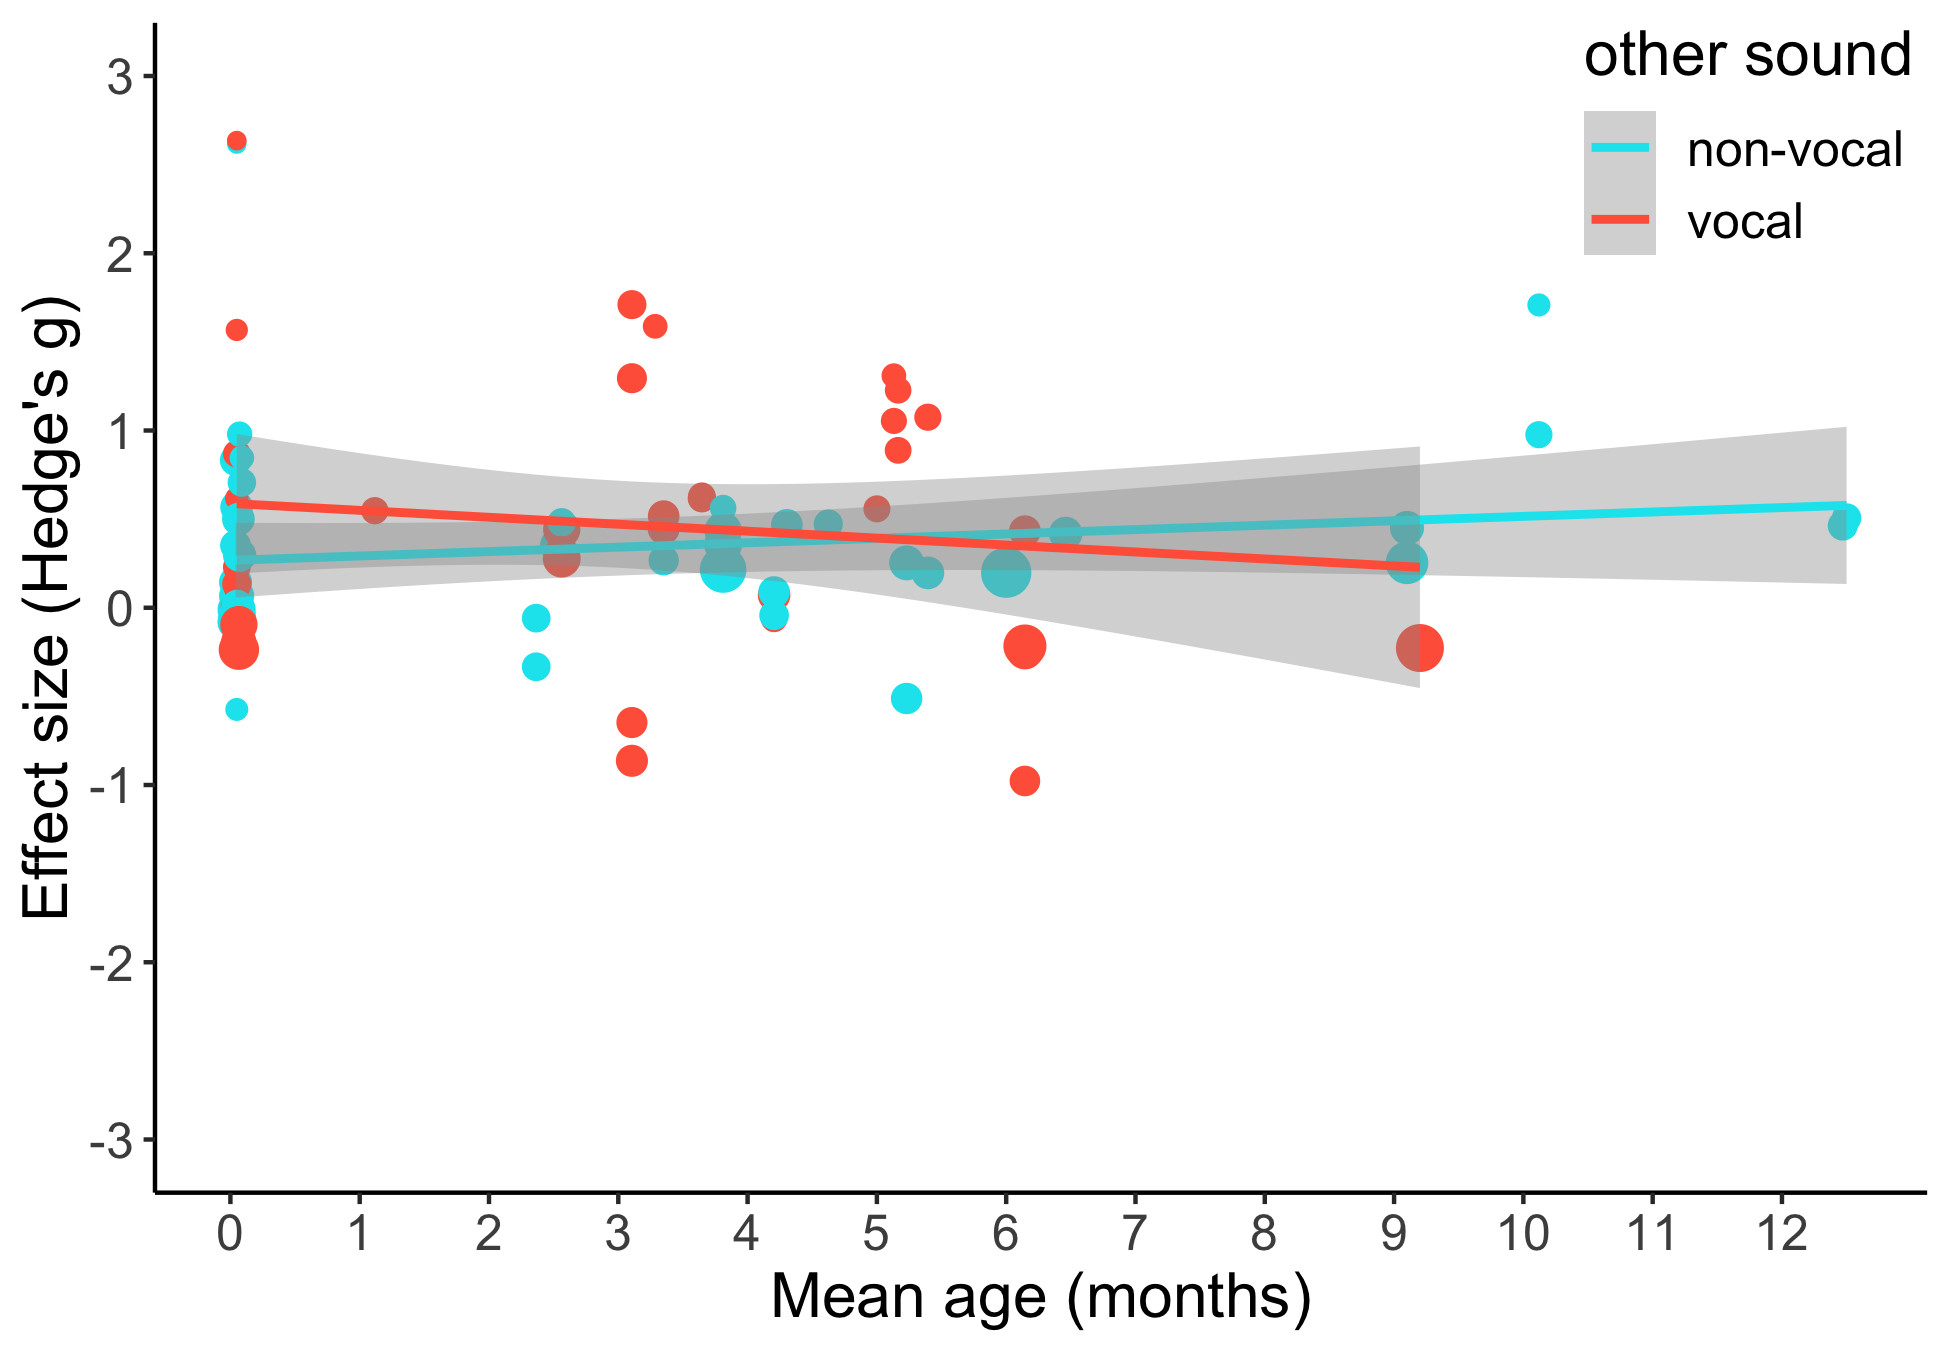 other sound
non-vocal
vocal
3
2
1
0
-1
-2
-3
Effect size (Hedge's g)
0 1 2 3 4 5 6 7 8 9 10 11 12
Mean age (months)